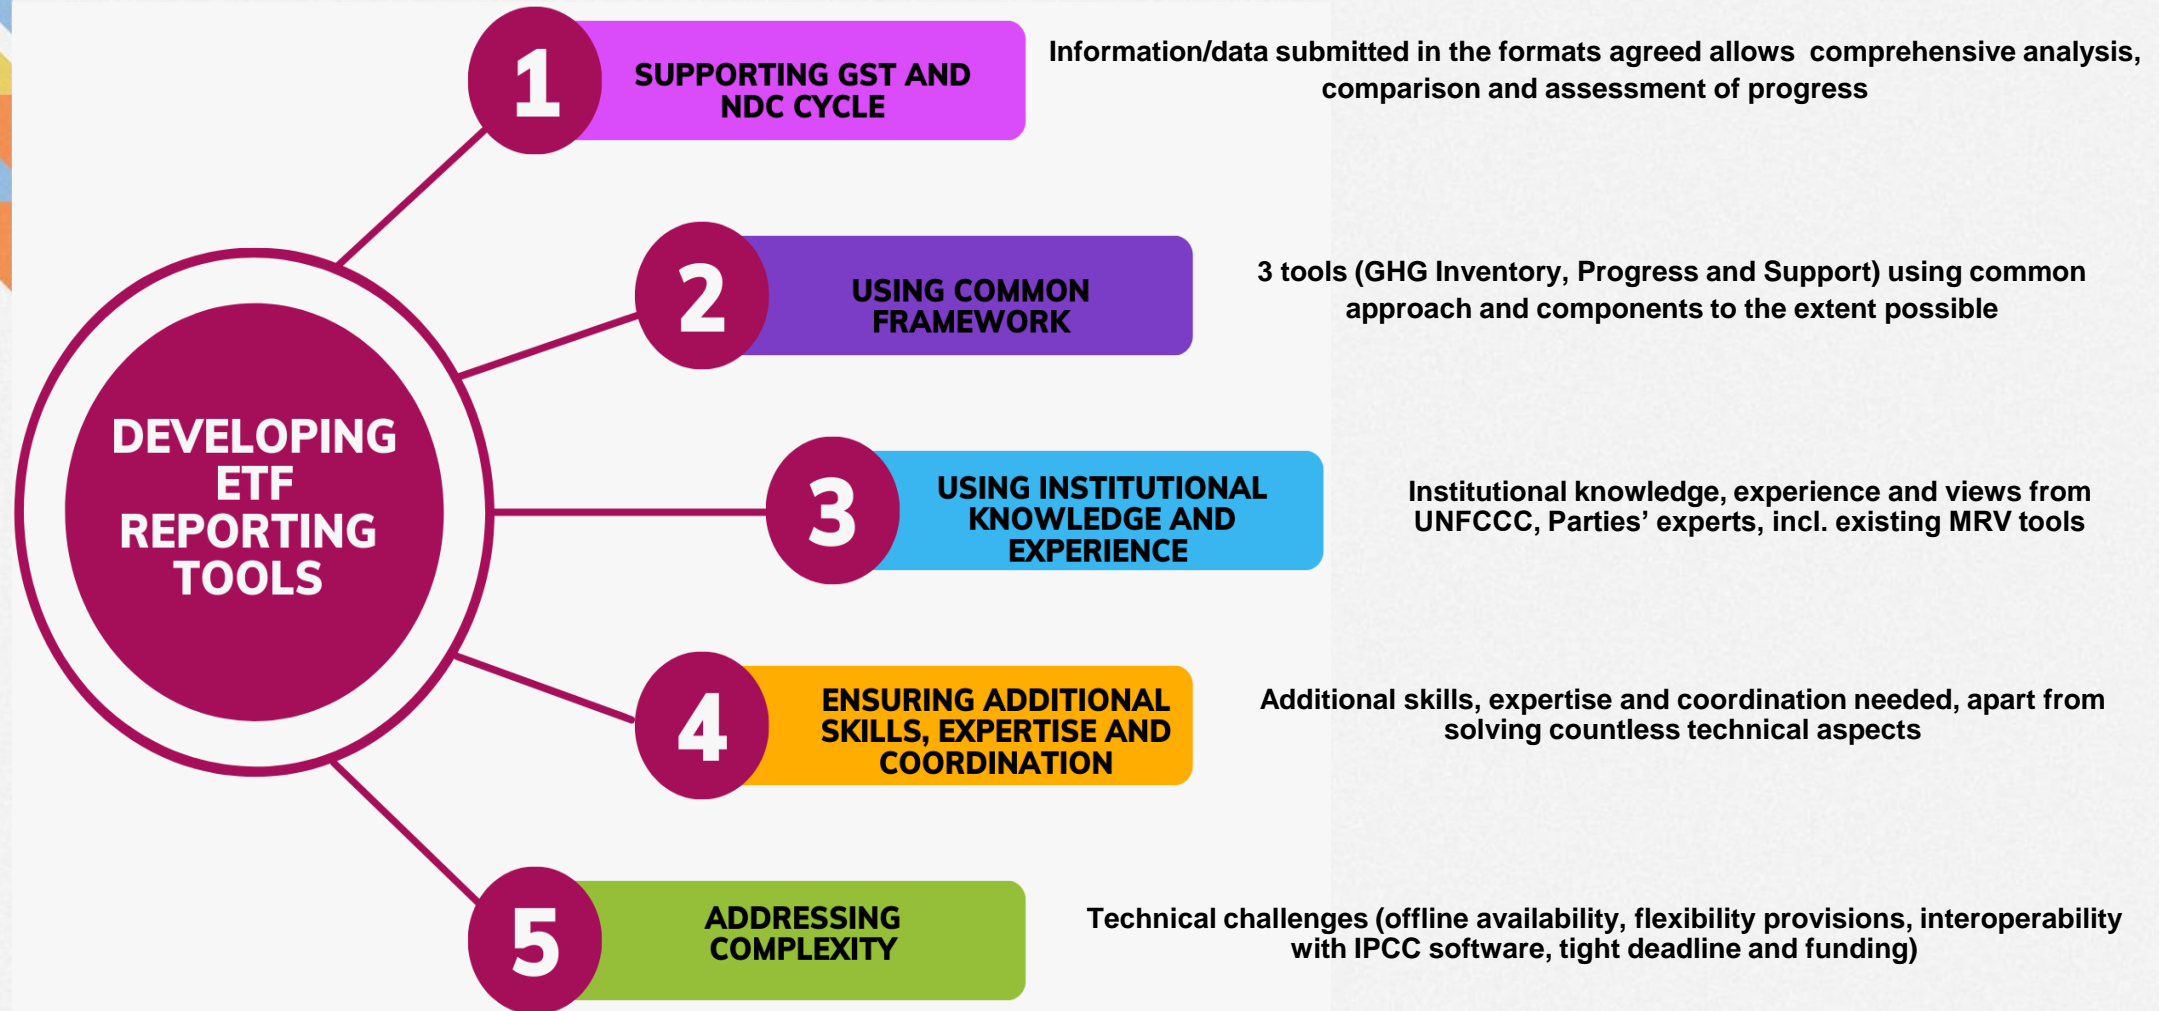 DEVELOPING
ETF
REPORTING
TOOLS
1
SUPPORTING GST AND
NDC CYCLE
Information/data submitted in the formats agreed allows  comprehensive analysis,
comparison and assessment of progress
2
USING COMMON
FRAMEWORK
3 tools (GHG Inventory, Progress and Support) using common
approach and components to the extent possible
3
USING INSTITUTIONAL
KNOWLEDGE AND
EXPERIENCE
Institutional knowledge, experience and views from
UNFCCC, Parties’ experts, incl. existing MRV tools
4
ENSURING ADDITIONAL
SKILLS, EXPERTISE AND
COORDINATION
Additional skills, expertise and coordination needed, apart from
solving countless technical aspects
5
ADDRESSING
COMPLEXITY
Technical challenges (offline availability, flexibility provisions, interoperability
with IPCC software, tight deadline and funding)